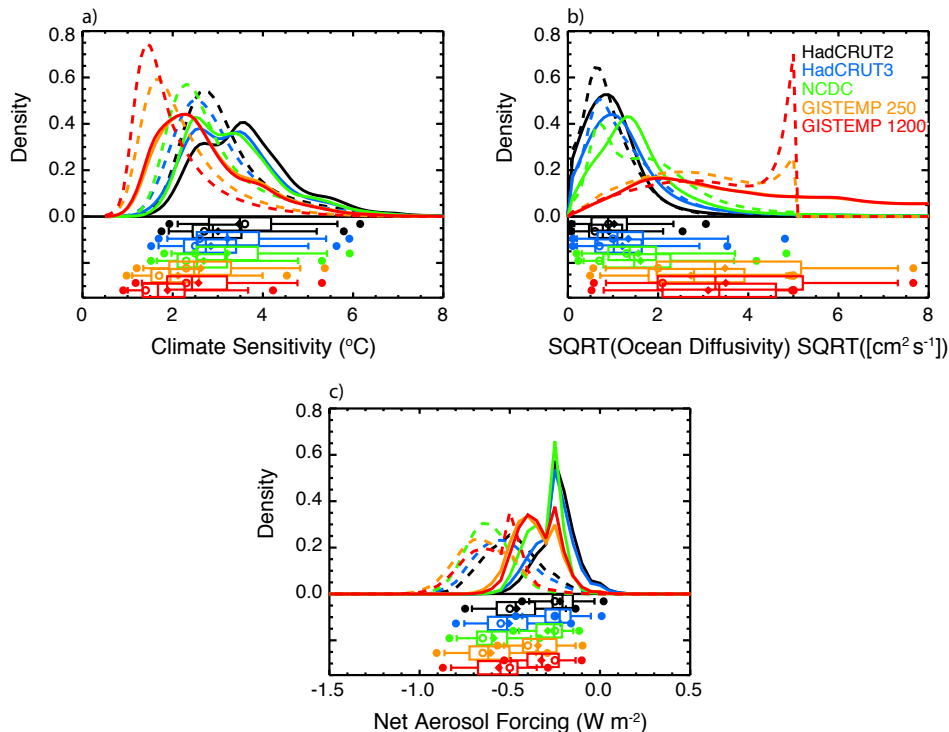 a)
b)
0.8
0.6
0.4
0.2
0.0
Density
0.8
0.6
0.4
0.2
0.0
Density
HadCRUT2
HadCRUT3
NCDC
GISTEMP 250
GISTEMP 1200
0 2 4 6 8
0 2 4 6 8
Climate Sensitivity (ºC)
SQRT(Ocean Diffusivity) SQRT([cm² s⁻¹])
c)
0.8
0.6
0.4
0.2
0.0
Density
-1.5 -1.0 -0.5 0.0 0.5
Net Aerosol Forcing (W m⁻²)